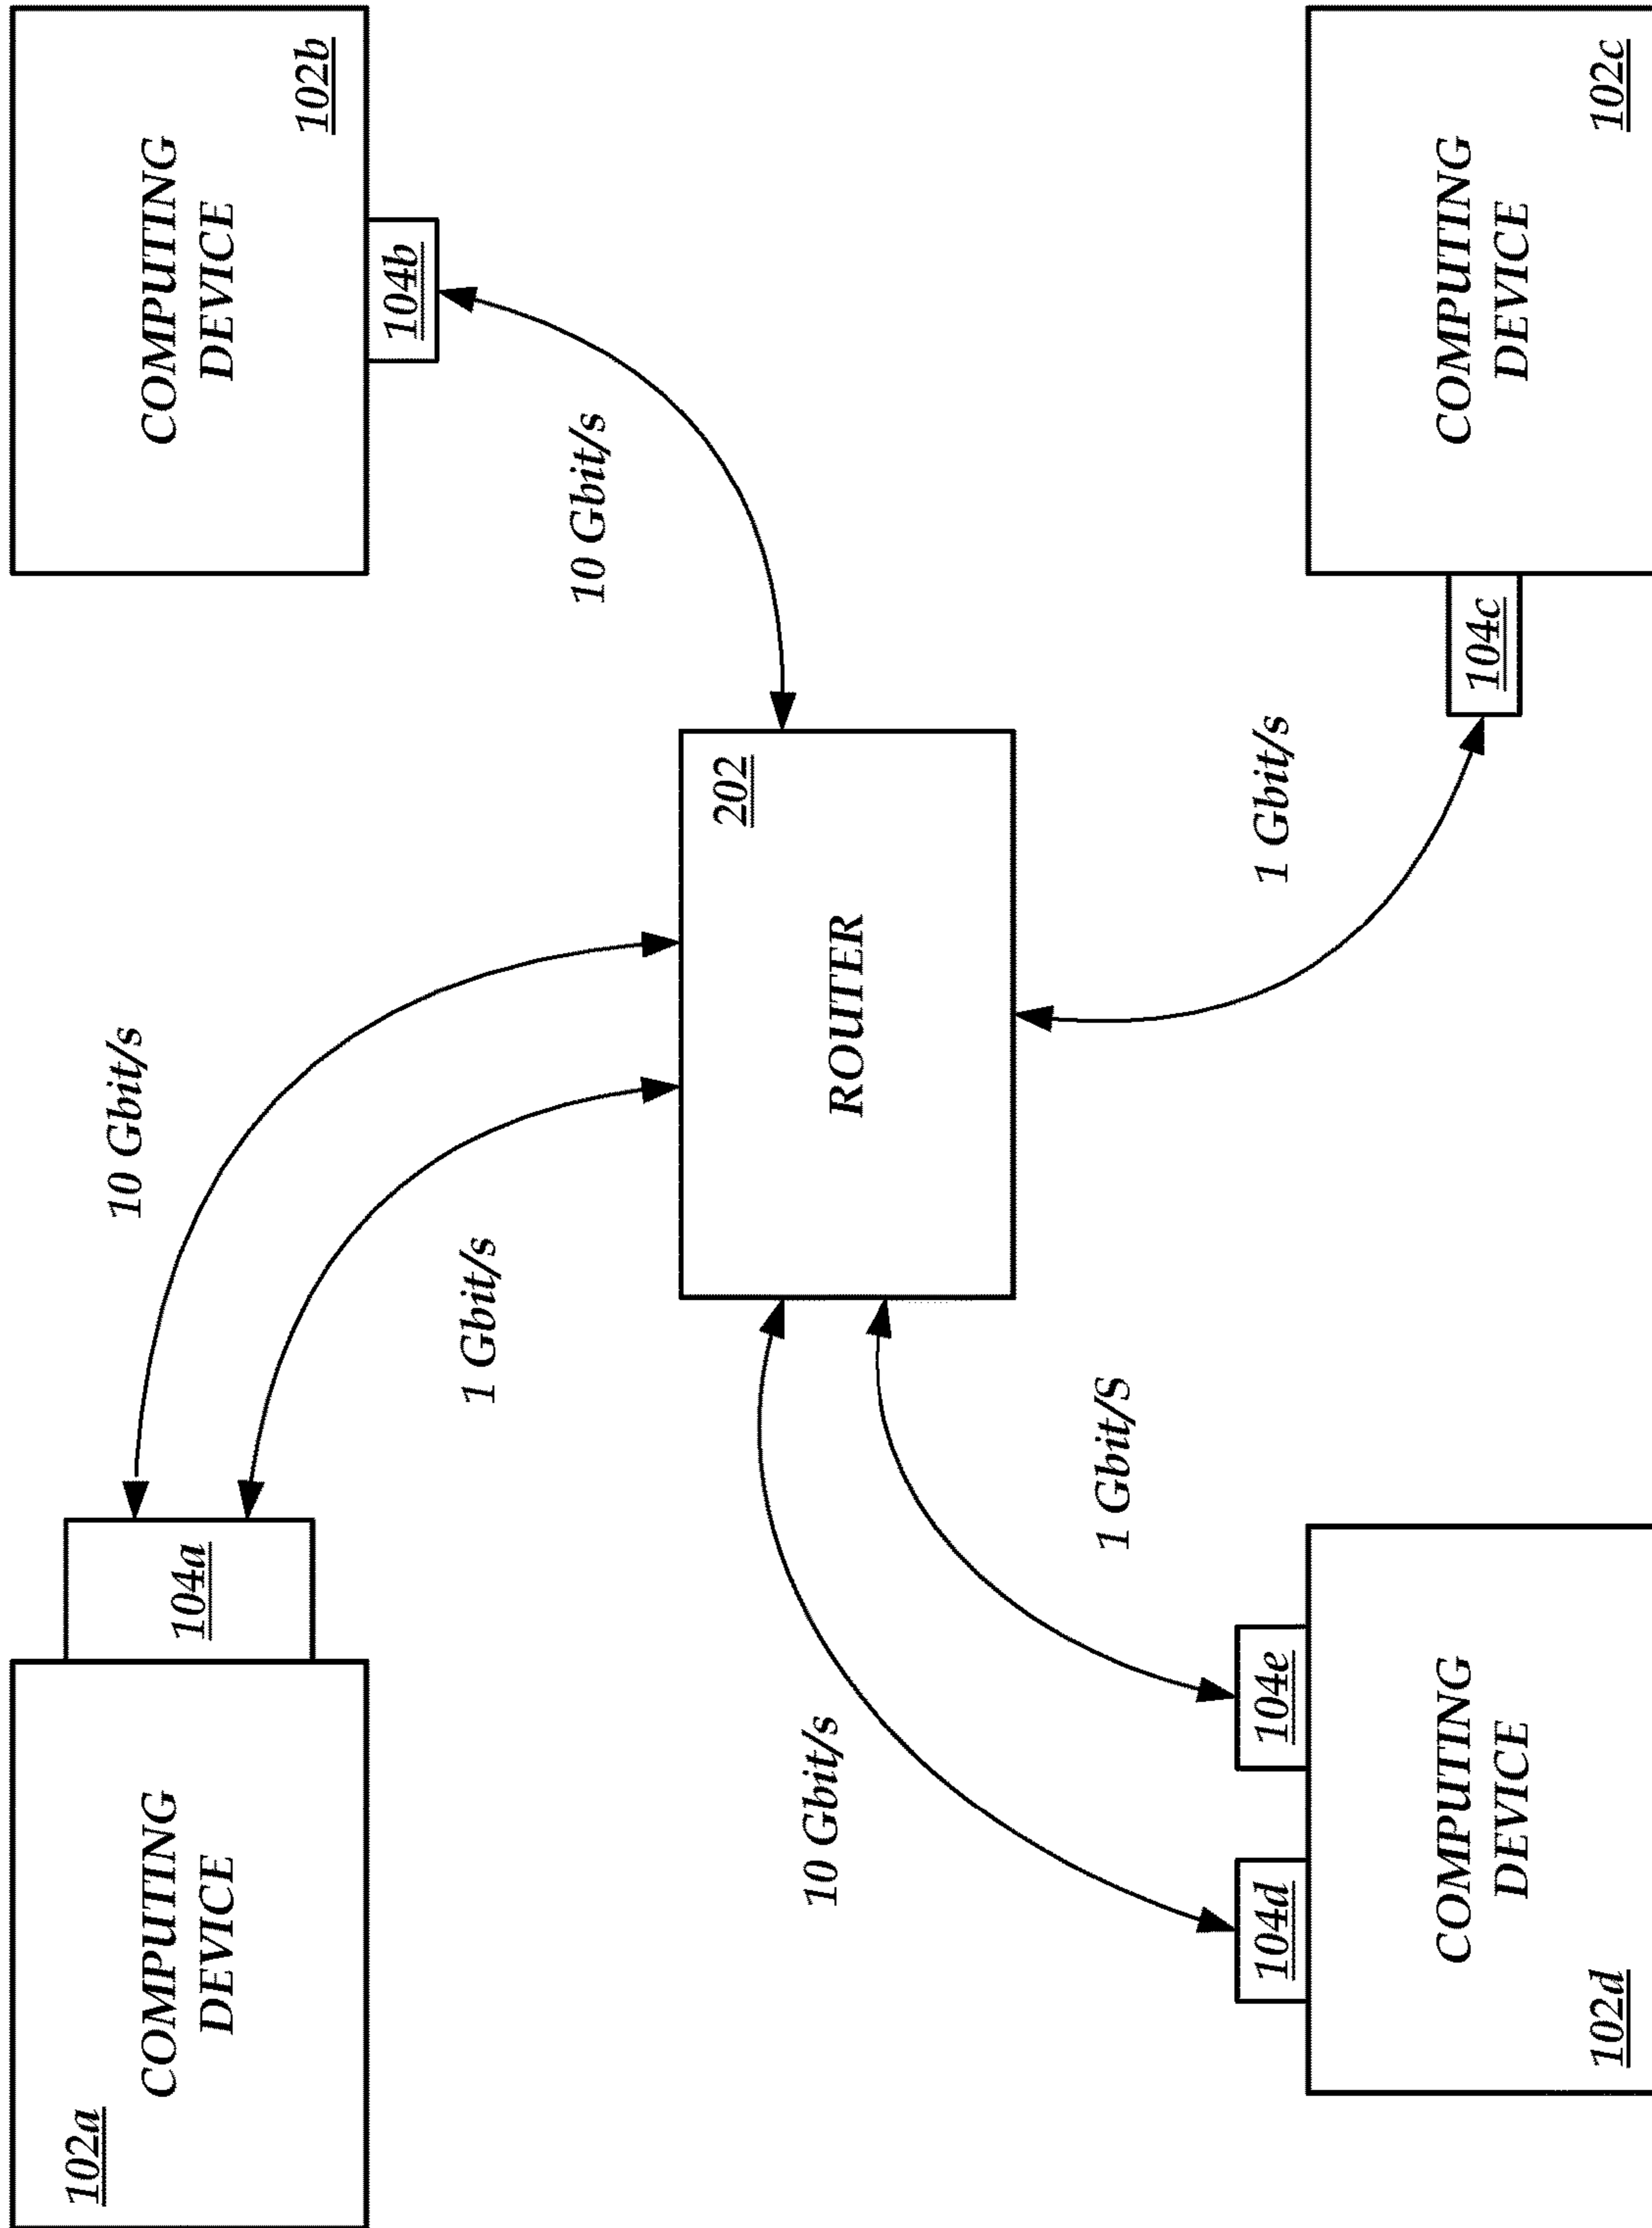 102a
COMPUTING
DEVICE
104a
10 Gbit/s
1 Gbit/s
COMPUTING
DEVICE
102b
104b
10 Gbit/s
202
ROUTER
10 Gbit/s
1 Gbit/S
1 Gbit/s
104d
104e
COMPUTING
DEVICE
102d
104c
COMPUTING
DEVICE
102c